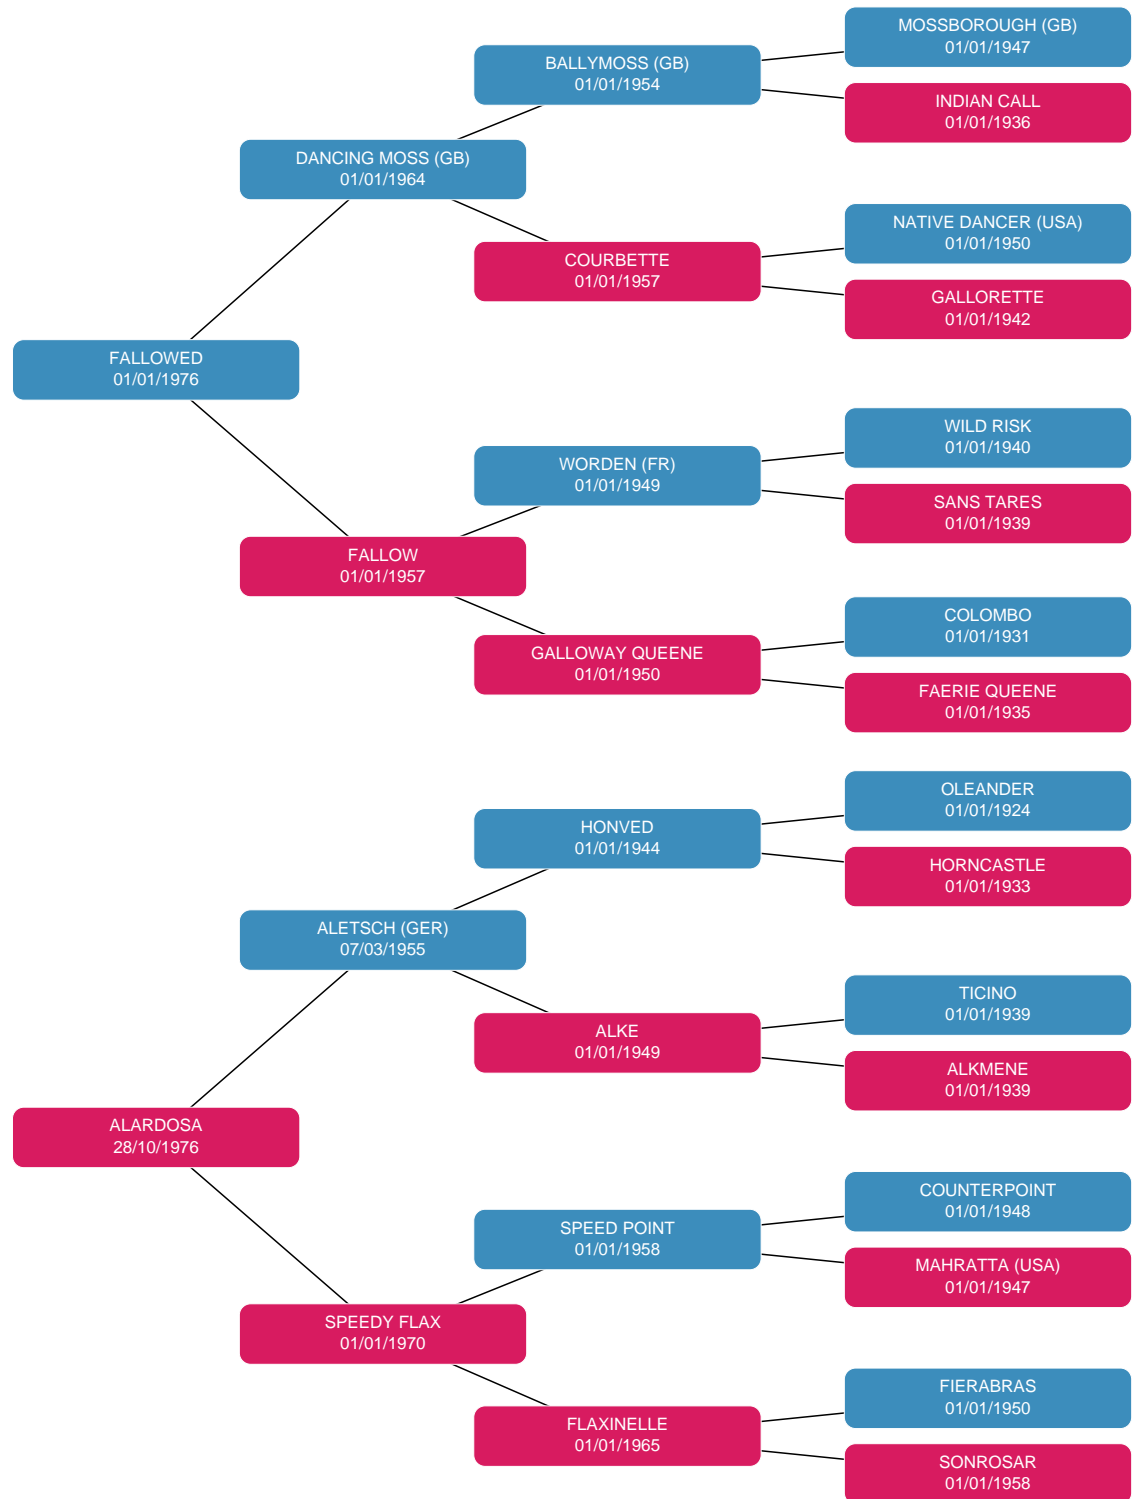 MOSSBOROUGH (GB)
01/01/1947
BALLYMOSS (GB)
01/01/1954
INDIAN CALL
01/01/1936
DANCING MOSS (GB)
01/01/1964
NATIVE DANCER (USA)
01/01/1950
COURBETTE
01/01/1957
GALLORETTE
01/01/1942
FALLOWED
01/01/1976
WILD RISK
01/01/1940
WORDEN (FR)
01/01/1949
SANS TARES
01/01/1939
FALLOW
01/01/1957
COLOMBO
01/01/1931
GALLOWAY QUEENE
01/01/1950
FAERIE QUEENE
01/01/1935
OLEANDER
01/01/1924
HONVED
01/01/1944
HORNCASTLE
01/01/1933
ALETSCH (GER)
07/03/1955
TICINO
01/01/1939
ALKE
01/01/1949
ALKMENE
01/01/1939
ALARDOSA
28/10/1976
COUNTERPOINT
01/01/1948
SPEED POINT
01/01/1958
MAHRATTA (USA)
01/01/1947
SPEEDY FLAX
01/01/1970
FIERABRAS
01/01/1950
FLAXINELLE
01/01/1965
SONROSAR
01/01/1958